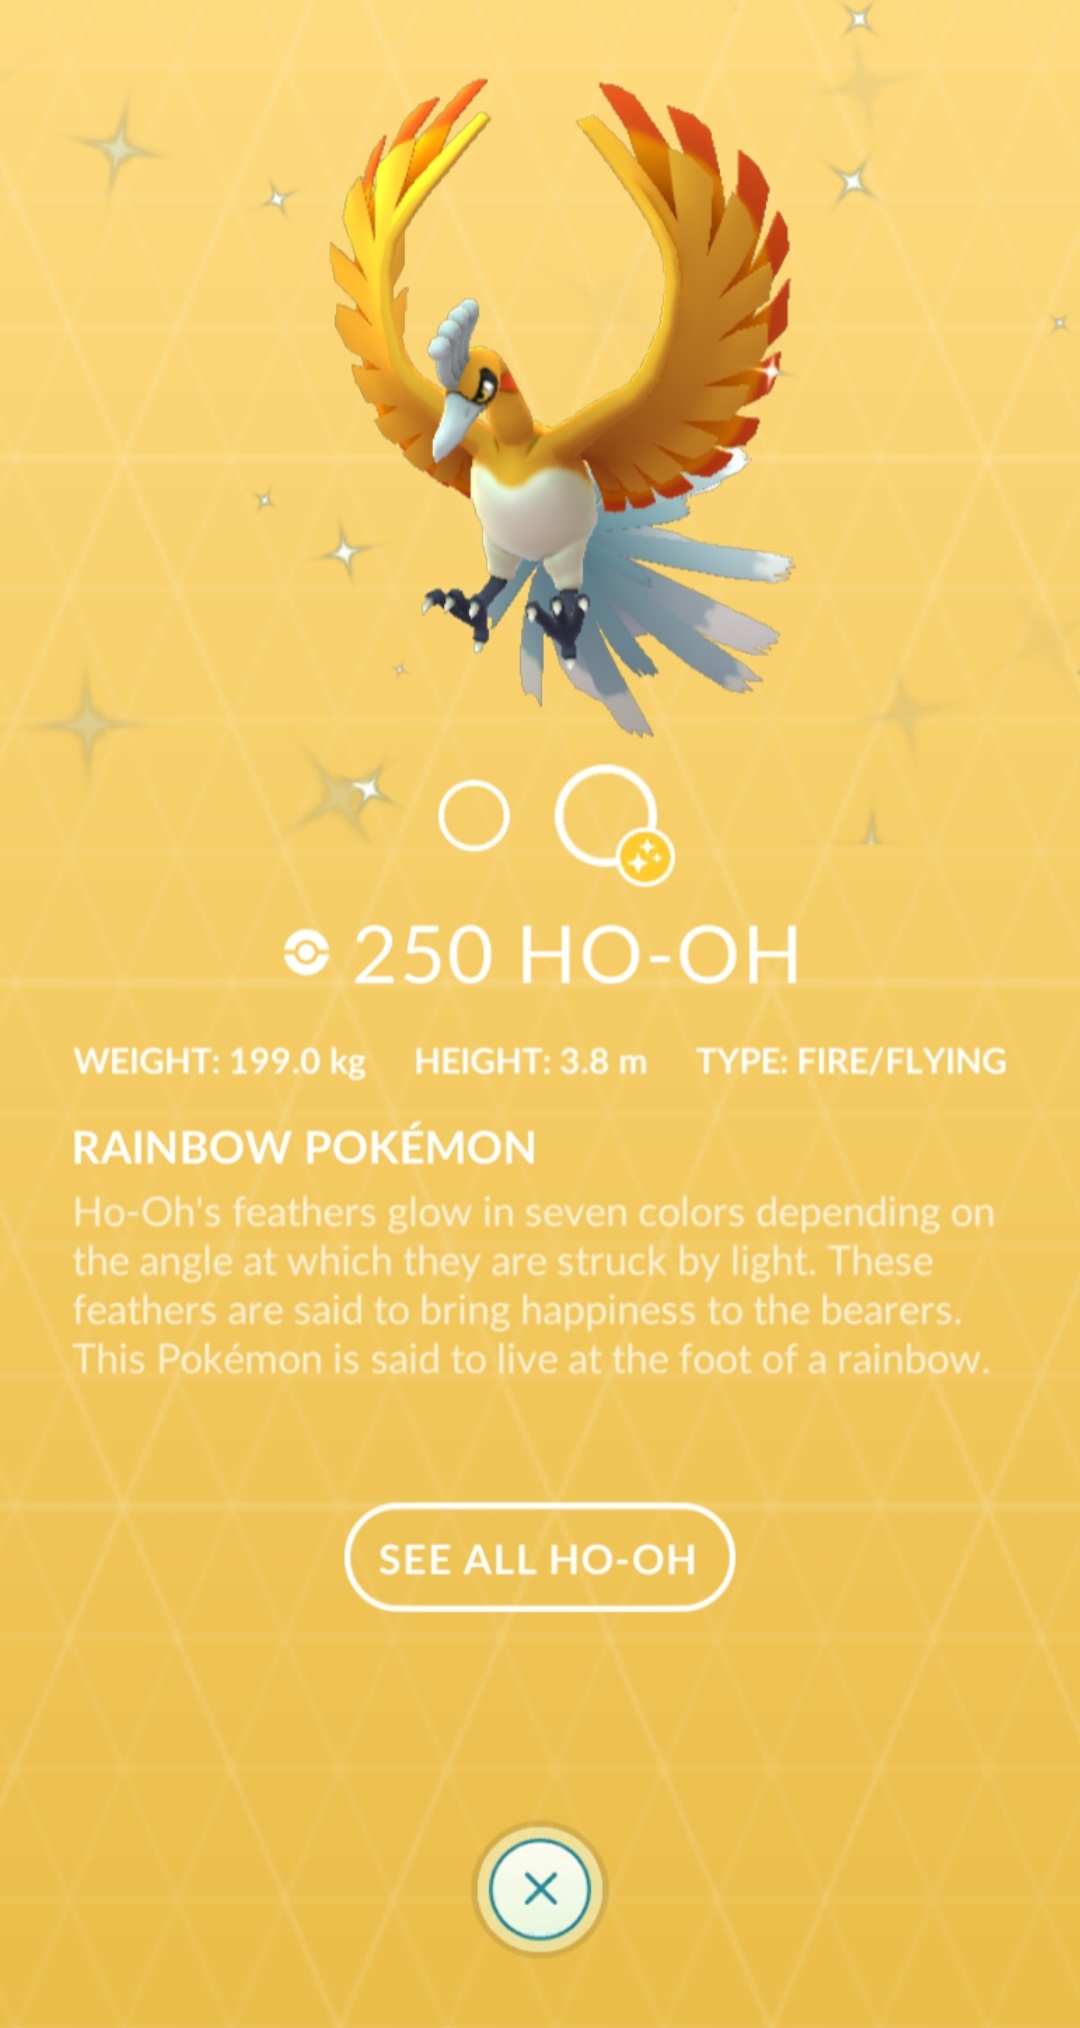 250 HO-OH
WEIGHT: 199.0 kg HEIGHT: 3.8 m TYPE: FIRE/FLYING
RAINBOW POKÉMON
Ho-Oh's feathers glow in seven colors depending on
the angle at which they are struck by light. These
feathers are said to bring happiness to the bearers.
This Pokémon is said to live at the foot of a rainbow.
SEE ALL HO-OH